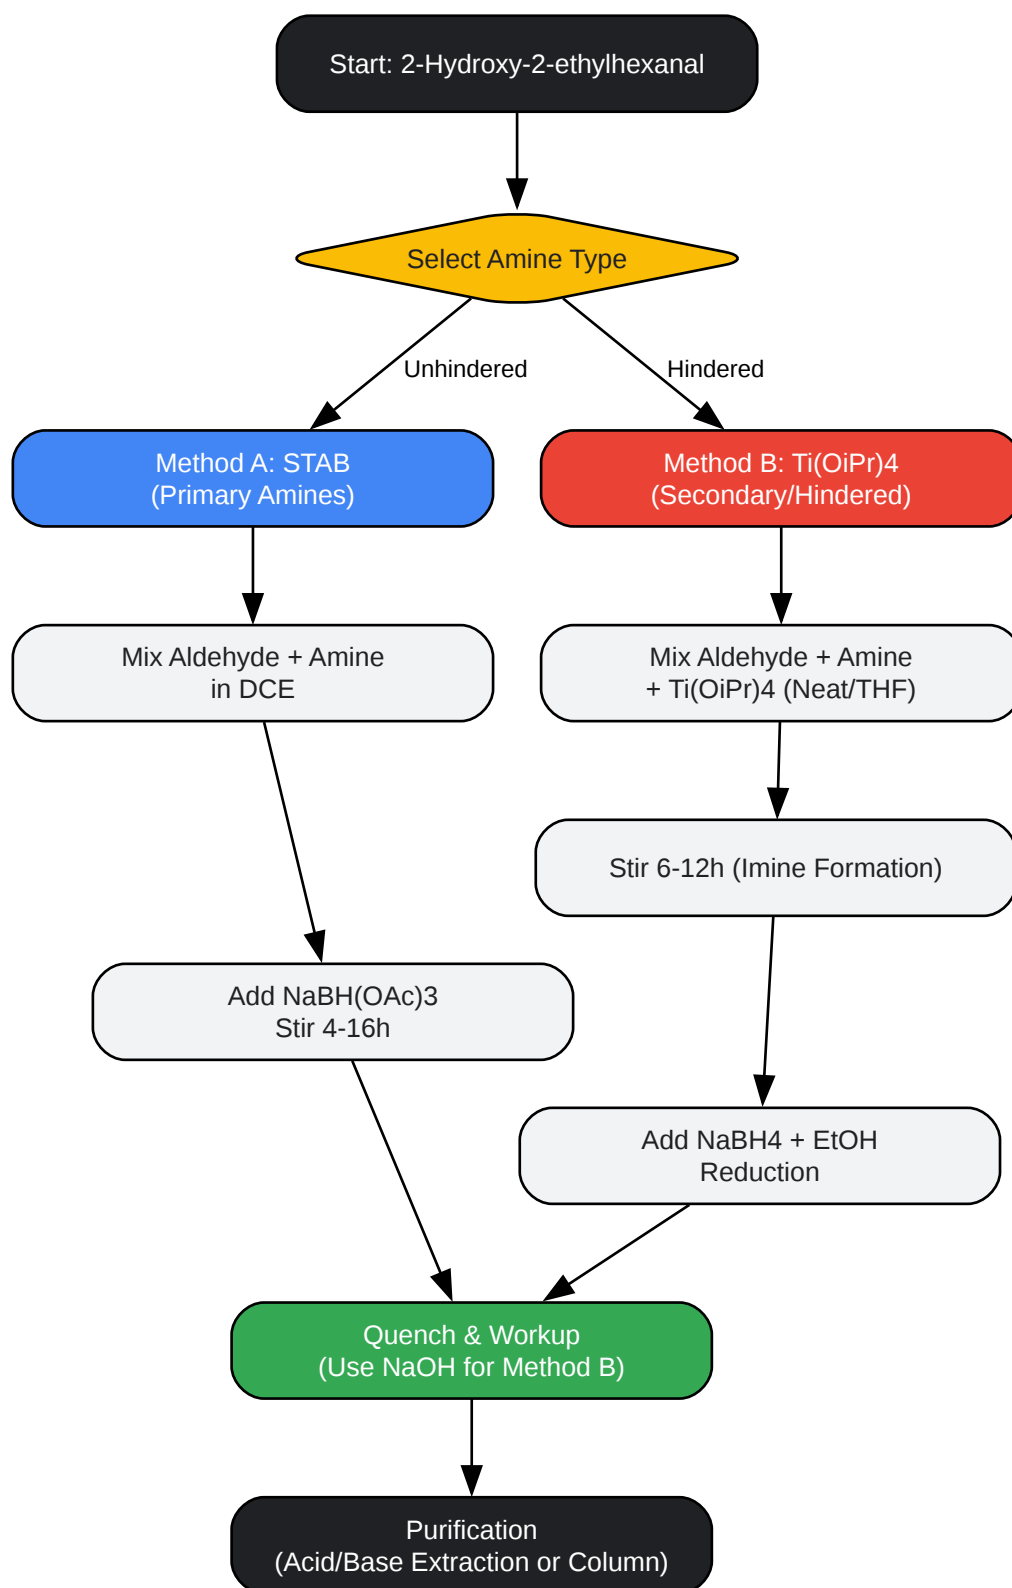 Start: 2-Hydroxy-2-ethylhexanal
Select Amine Type
Unhindered
Hindered
Method A: STAB
(Primary Amines)
Method B: Ti(OiPr)4
(Secondary/Hindered)
Mix Aldehyde + Amine
in DCE
Mix Aldehyde + Amine
+ Ti(OiPr)4 (Neat/THF)
Stir 6-12h (Imine Formation)
Add NaBH(OAc)3
Stir 4-16h
Add NaBH4 + EtOH
Reduction
Quench & Workup
(Use NaOH for Method B)
Purification
(Acid/Base Extraction or Column)